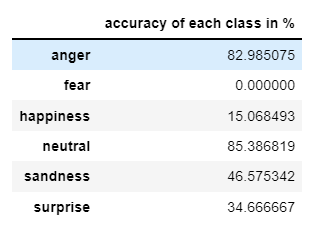 accuracy of each class in %
anger 82.985075
fear 0.000000
happiness 15.068493
neutral 85.386819
sandness 46.575342
surprise 34.666667